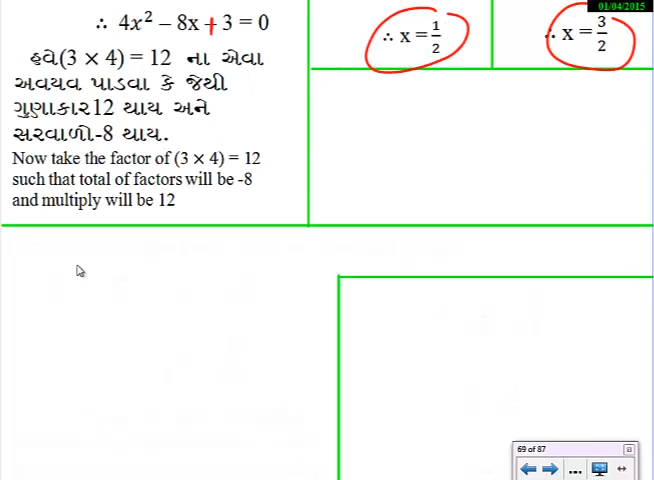 ∴ 4x² − 8x + 3 = 0
હવે(3 × 4) = 12 ના એવા
અવયવ પાડવા કે જેથી
ગુણાકાર12 થાય અને
સરવાળો-8 થાય.
Now take the factor of (3 × 4) = 12
such that total of factors will be -8
and multiply will be 12
∴ x = 1/2
∴ x = 3/2
01/04/2015
69 of 87